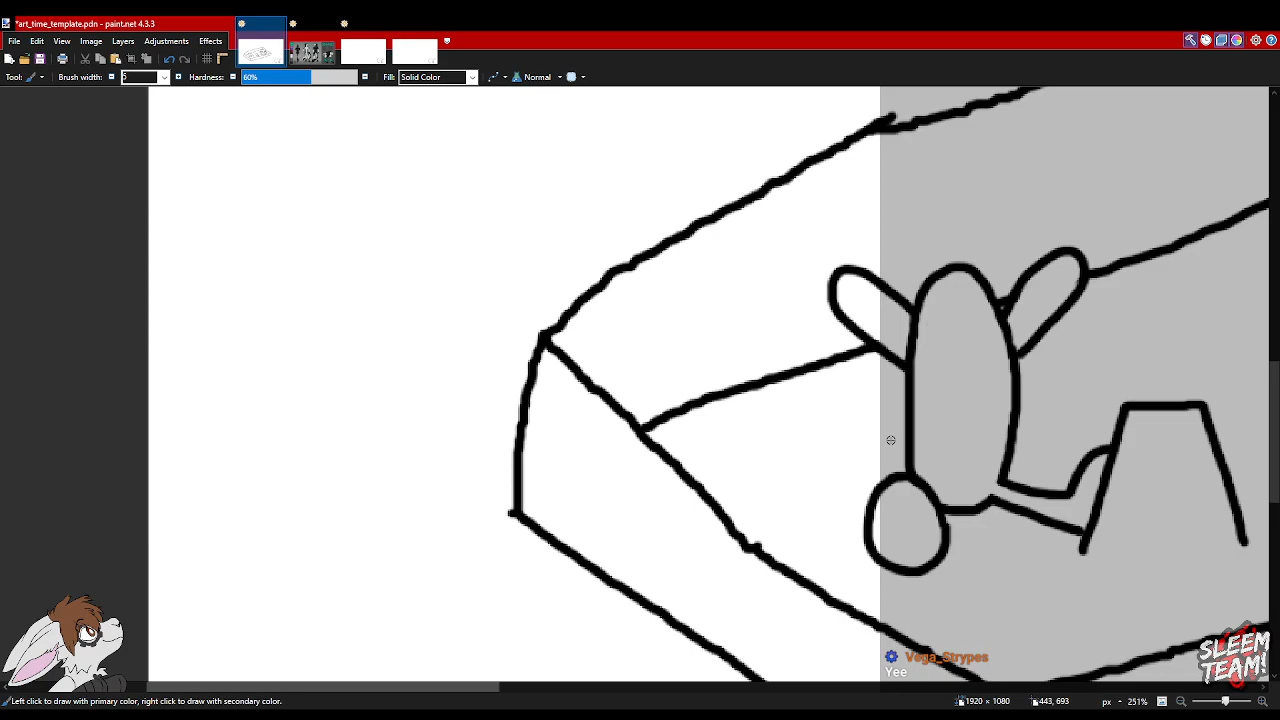 *art_time_template.pdn - paint.net 4.3.3
File Edit View Image Layers Adjustments Effects
Tool: Brush width: 5 Hardness: 60% Fill: Solid Color Normal
Vega_Strypes
Yee
SLEEM TEAM!
Left click to draw with primary color, right click to draw with secondary color. 1920 × 1080 443, 693 px 251%